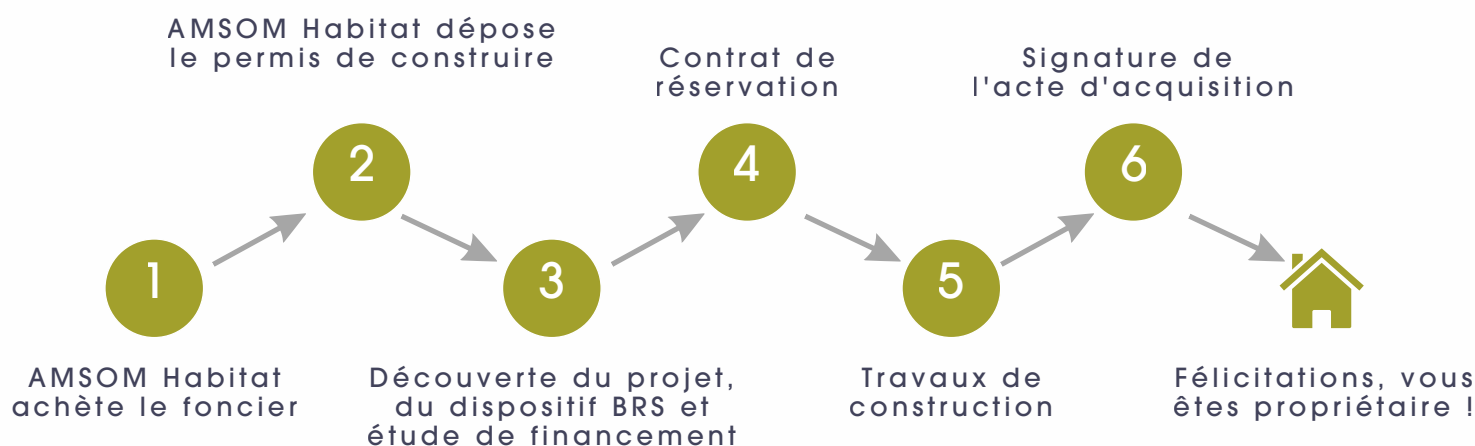 1
AMSOM Habitat
achète le foncier
AMSOM Habitat dépose
le permis de construire
2
3
Découverte du projet,
du dispositif BRS et
étude de financement
Contrat de
réservation
4
5
Travaux de
construction
Signature de
l'acte d'acquisition
6
Félicitations, vous
êtes propriétaire !